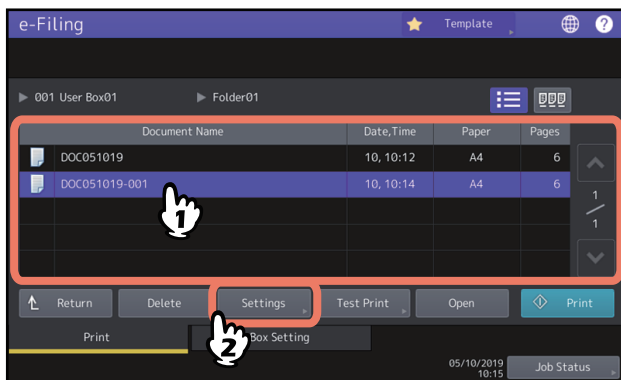 e-Filing Template ?
001 User Box01 Folder01
Document Name Date,Time Paper Pages
DOC051019 10, 10:12 A4 6
DOC051019-001 10, 10:14 A4 6
1
1
1
Return Delete Settings Test Print Open Print
2
Print Box Setting
05/10/2019
10:15 Job Status